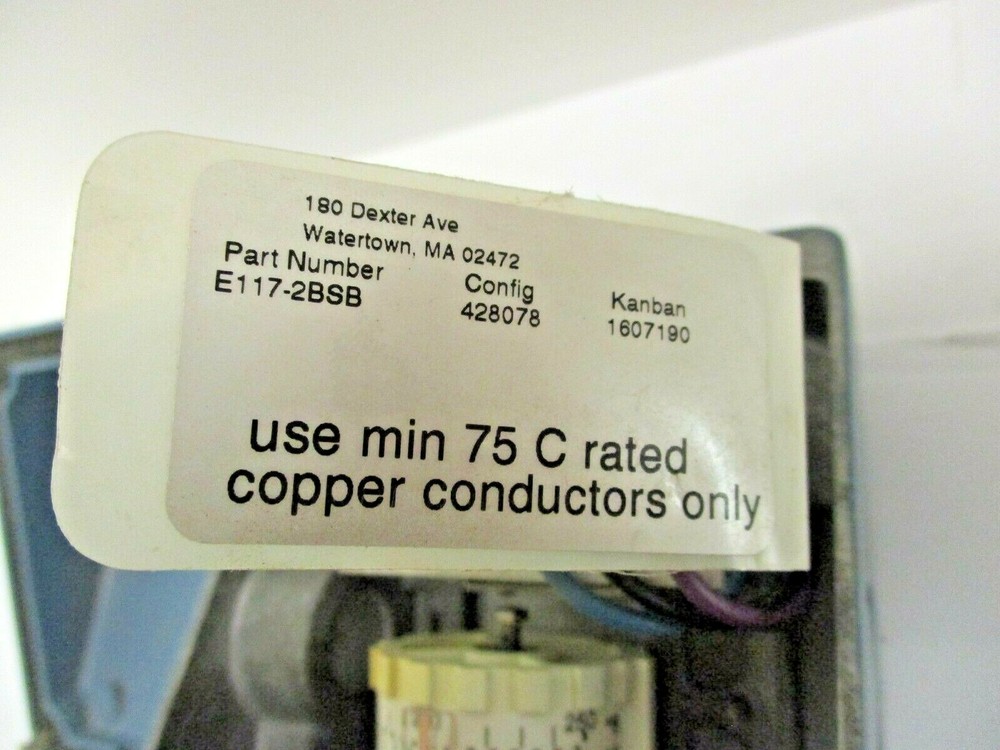 180 Dexter Ave
Watertown, MA 02472
Part Number Config Kanban
E117-2BSB 428078 1607190
use min 75 C rated
copper conductors only
250